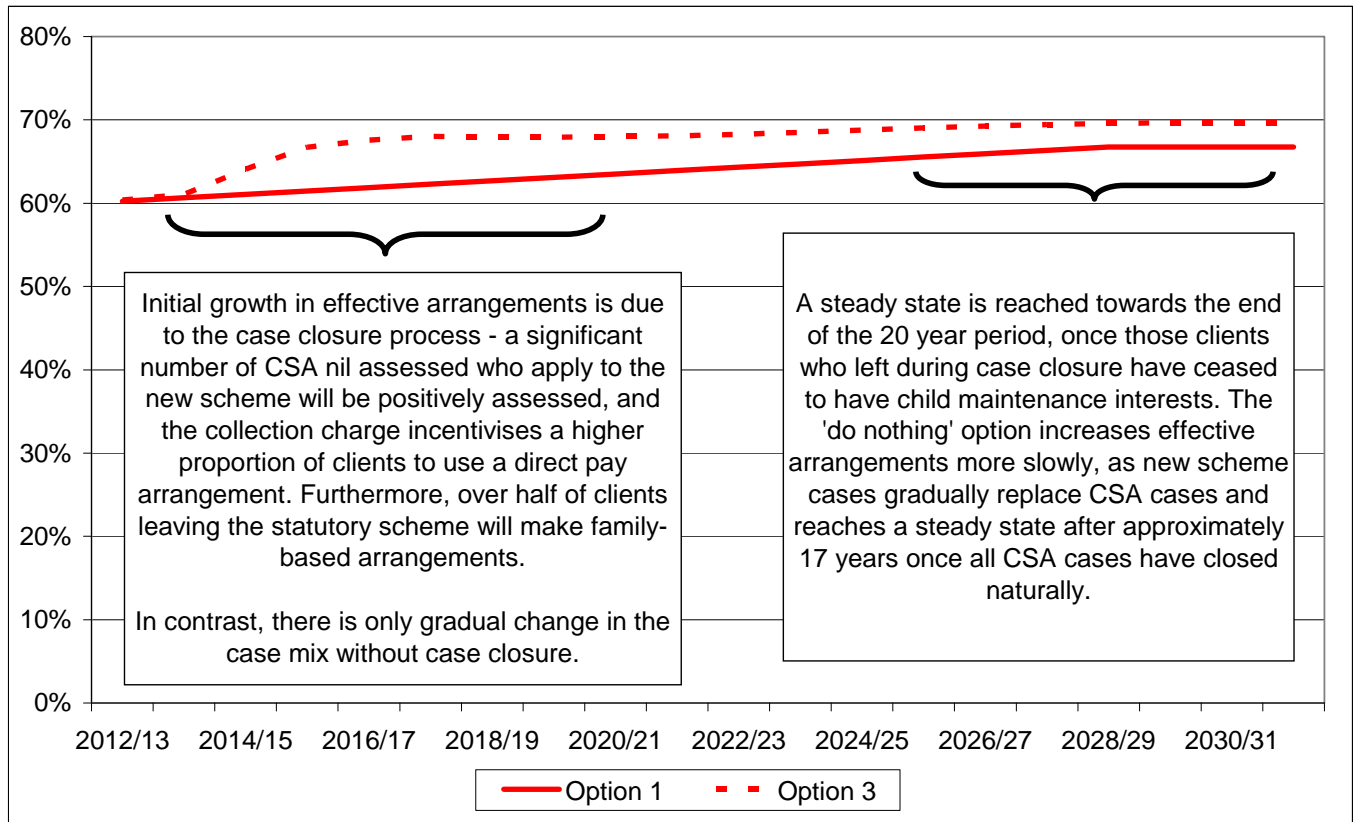 80%
70%
60%
50%
40%
30%
20%
10%
0%
Initial growth in effective arrangements is due
to the case closure process - a significant
number of CSA nil assessed who apply to the
new scheme will be positively assessed, and
the collection charge incentivises a higher
proportion of clients to use a direct pay
arrangement. Furthermore, over half of clients
leaving the statutory scheme will make family-
based arrangements.
In contrast, there is only gradual change in the
case mix without case closure.
A steady state is reached towards the end
of the 20 year period, once those clients
who left during case closure have ceased
to have child maintenance interests. The
'do nothing' option increases effective
arrangements more slowly, as new scheme
cases gradually replace CSA cases and
reaches a steady state after approximately
17 years once all CSA cases have closed
naturally.
2012/13 2014/15 2016/17 2018/19 2020/21 2022/23 2024/25 2026/27 2028/29 2030/31
Option 1 Option 3